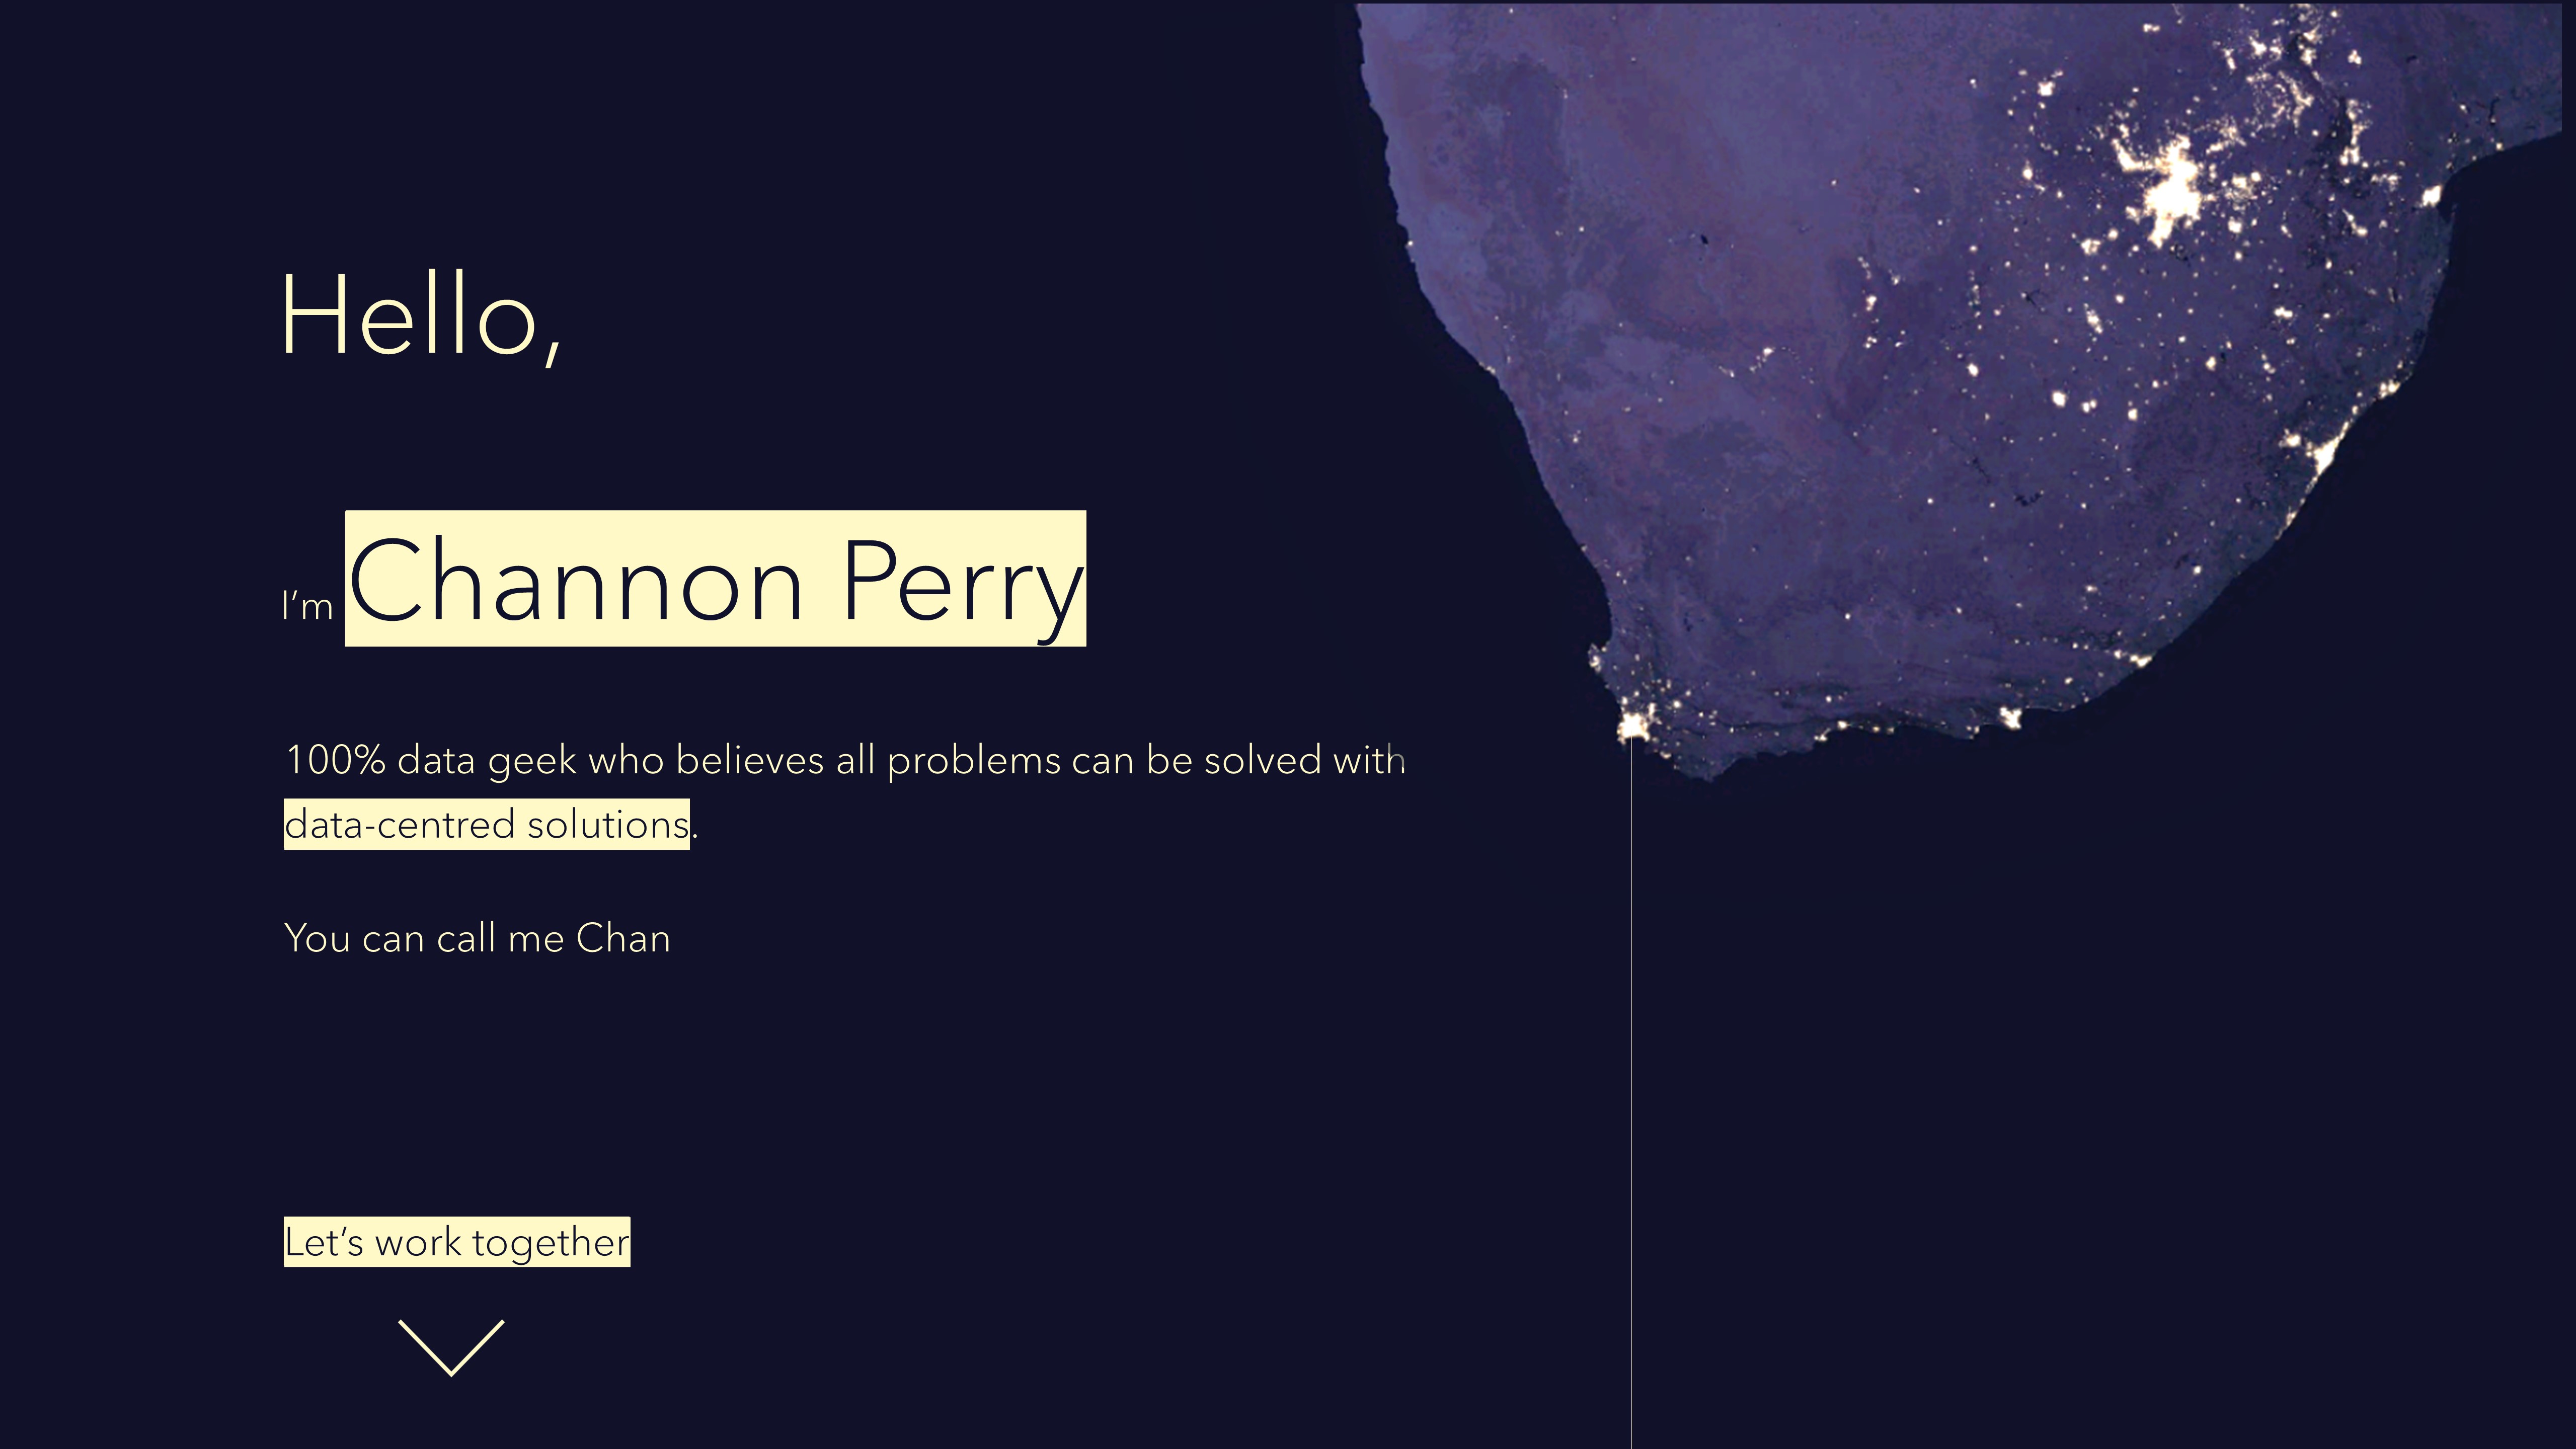 Hello,
I’m Channon Perry
100% data geek who believes all problems can be solved with
data-centred solutions.
You can call me Chan
Let’s work together